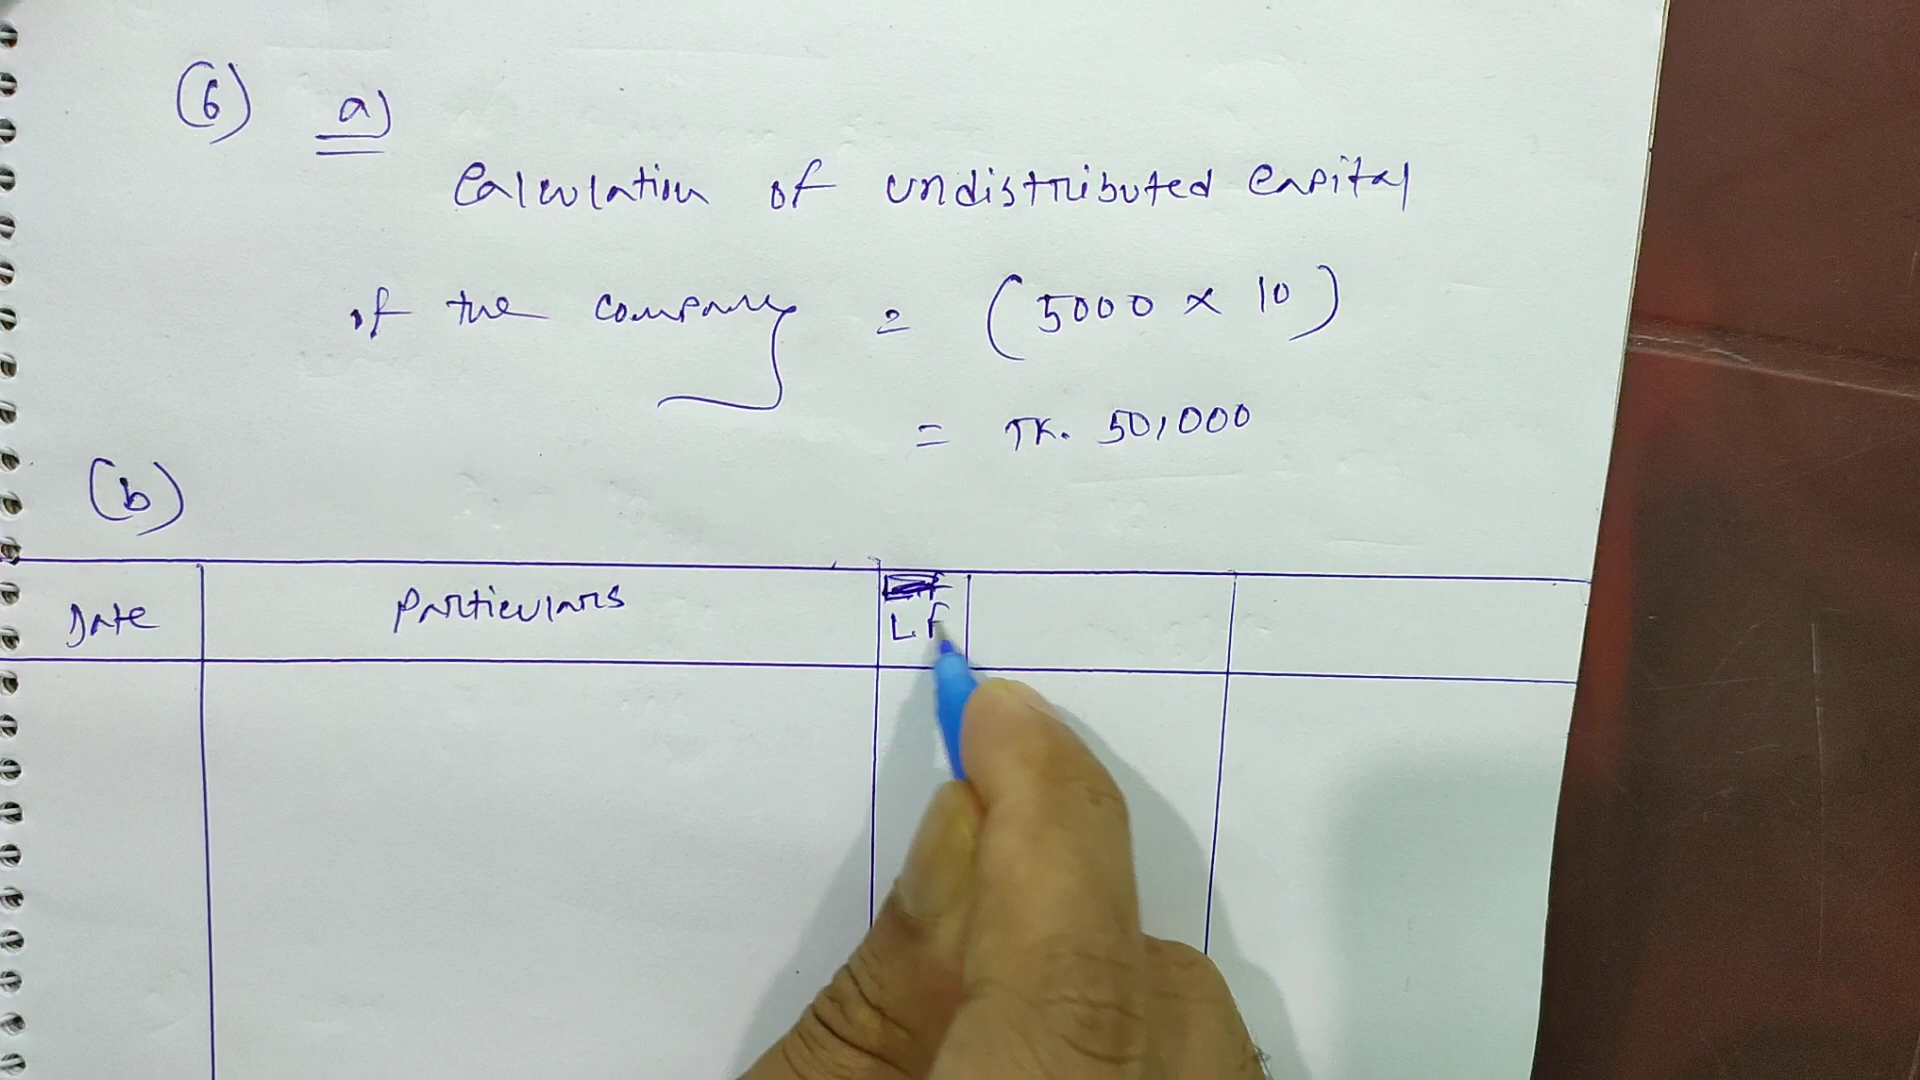 (6) a)
Calculation of undistributed capital
of the company = (5000 × 10)
= TK. 50,000
(b)
Date Particulars L.f